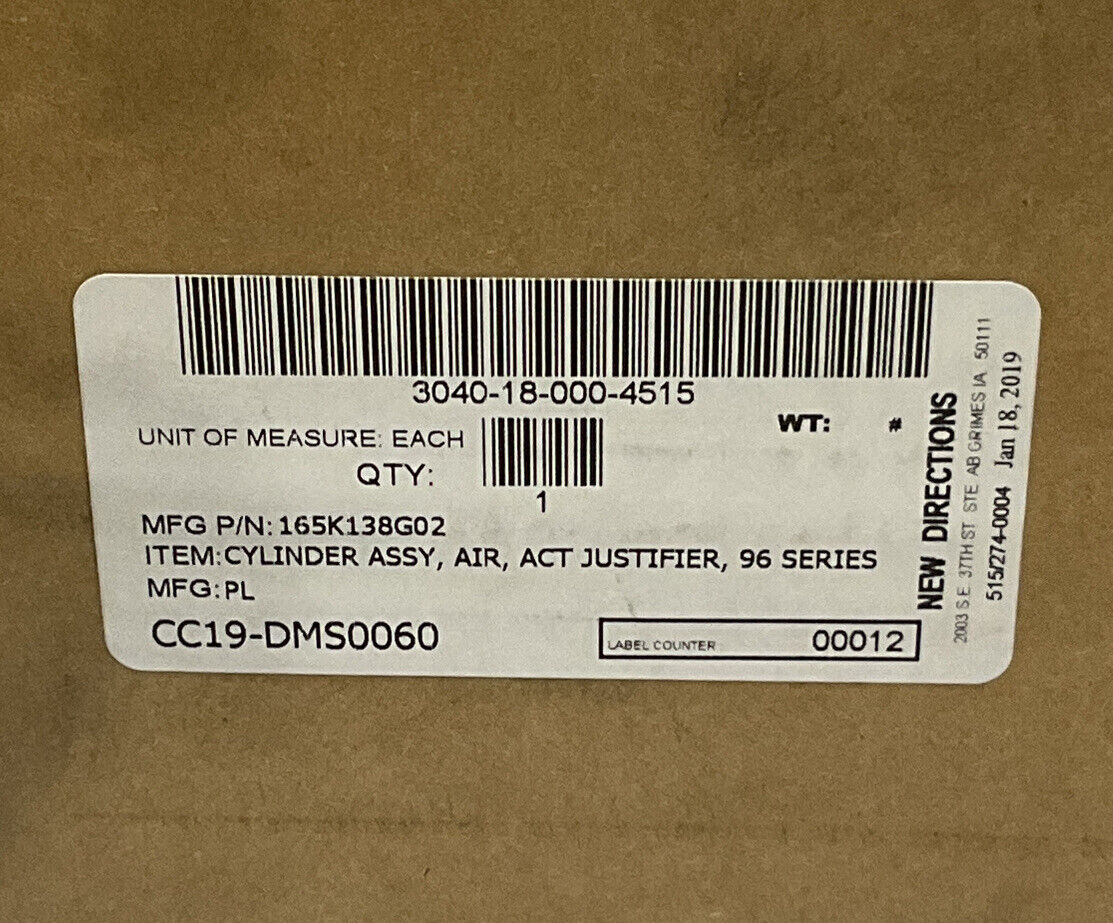 3040-18-000-4515
UNIT OF MEASURE: EACH
WT: #
QTY:
1
MFG P/N: 165K138G02
ITEM:CYLINDER ASSY, AIR, ACT JUSTIFIER, 96 SERIES
MFG:PL
CC19-DMS0060
LABEL COUNTER 00012
NEW DIRECTIONS
2003 S.E. 37TH ST STE AB GRIMES IA 50111
515/274-0004 Jan 18, 2019